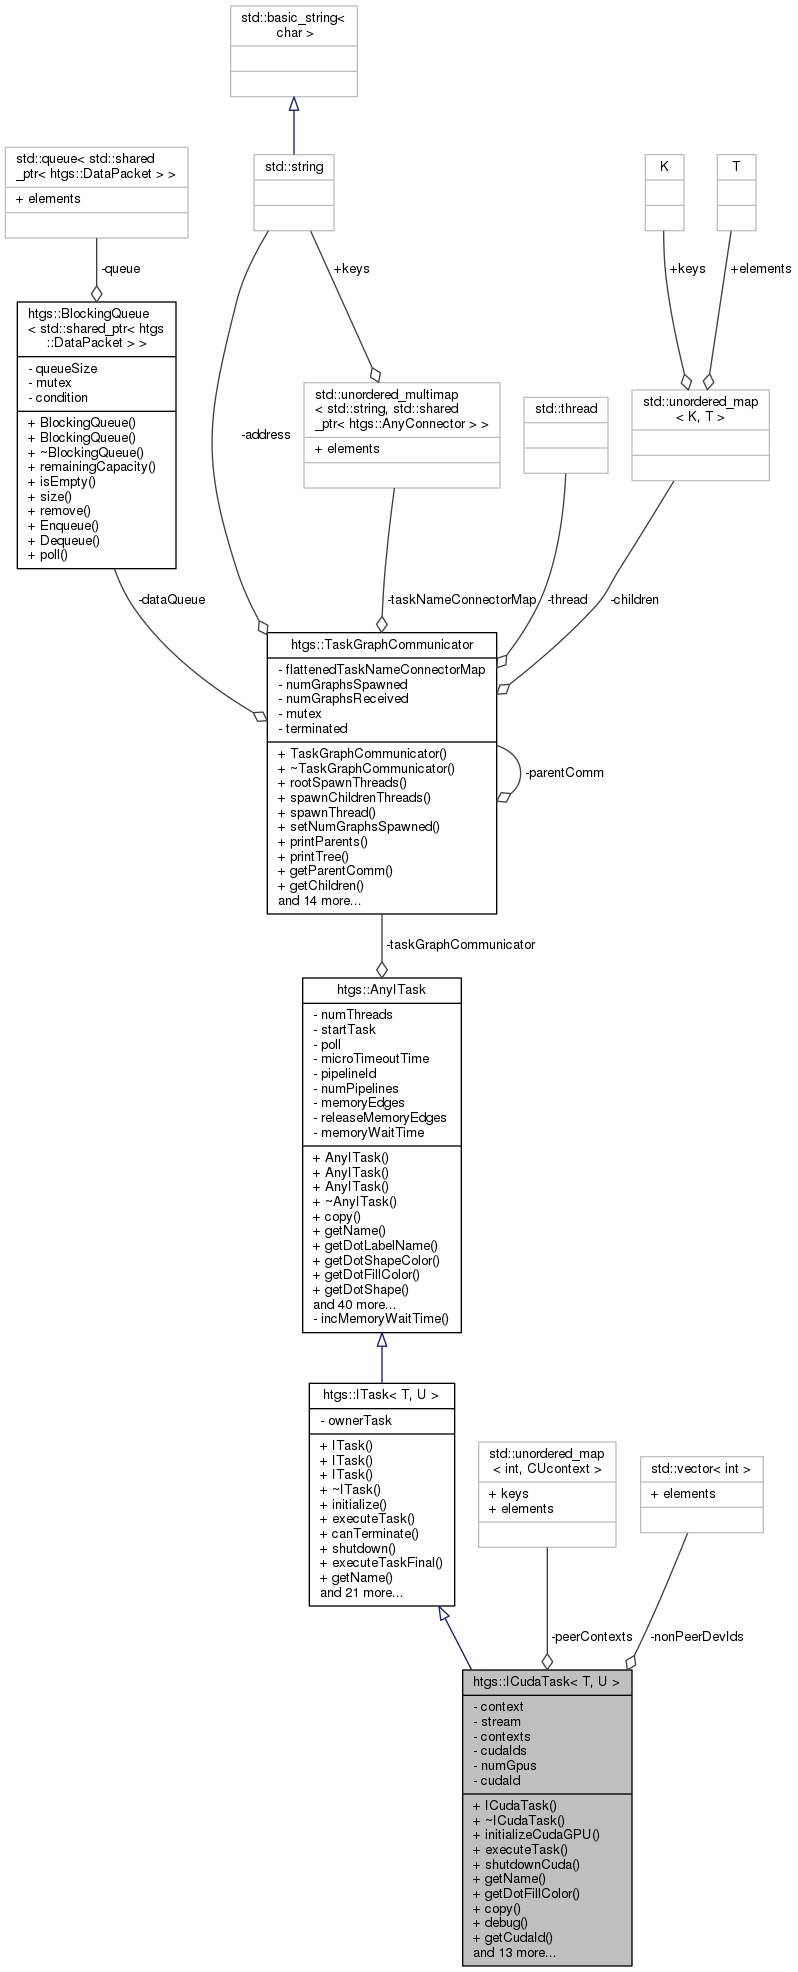 std::basic_string<
char >
std::queue< std::shared
_ptr< htgs::DataPacket > >
+ elements
std::string
K
T
-queue
+keys
+keys
+elements
htgs::BlockingQueue
< std::shared_ptr< htgs
::DataPacket > >
- queueSize
- mutex
- condition
+ BlockingQueue()
+ BlockingQueue()
+ ~BlockingQueue()
+ remainingCapacity()
+ isEmpty()
+ size()
+ remove()
+ Enqueue()
+ Dequeue()
+ poll()
-address
std::unordered_multimap
< std::string, std::shared
_ptr< htgs::AnyConnector > >
+ elements
std::thread
std::unordered_map
< K, T >
-dataQueue
-taskNameConnectorMap
-thread
-children
htgs::TaskGraphCommunicator
- flattenedTaskNameConnectorMap
- numGraphsSpawned
- numGraphsReceived
- mutex
- terminated
+ TaskGraphCommunicator()
+ ~TaskGraphCommunicator()
+ rootSpawnThreads()
+ spawnChildrenThreads()
+ spawnThread()
+ setNumGraphsSpawned()
+ printParents()
+ printTree()
+ getParentComm()
+ getChildren()
and 14 more...
-parentComm
-taskGraphCommunicator
htgs::AnyITask
- numThreads
- startTask
- poll
- microTimeoutTime
- pipelineId
- numPipelines
- memoryEdges
- releaseMemoryEdges
- memoryWaitTime
+ AnyITask()
+ AnyITask()
+ AnyITask()
+ ~AnyITask()
+ copy()
+ getName()
+ getDotLabelName()
+ getDotShapeColor()
+ getDotFillColor()
+ getDotShape()
and 40 more...
- incMemoryWaitTime()
htgs::ITask< T, U >
- ownerTask
+ ITask()
+ ITask()
+ ITask()
+ ~ITask()
+ initialize()
+ executeTask()
+ canTerminate()
+ shutdown()
+ executeTaskFinal()
+ getName()
and 21 more...
std::unordered_map
< int, CUcontext >
+ keys
+ elements
std::vector< int >
+ elements
-peerContexts
-nonPeerDevIds
htgs::ICudaTask< T, U >
- context
- stream
- contexts
- cudaIds
- numGpus
- cudaId
+ ICudaTask()
+ ~ICudaTask()
+ initializeCudaGPU()
+ executeTask()
+ shutdownCuda()
+ getName()
+ getDotFillColor()
+ copy()
+ debug()
+ getCudaId()
and 13 more...